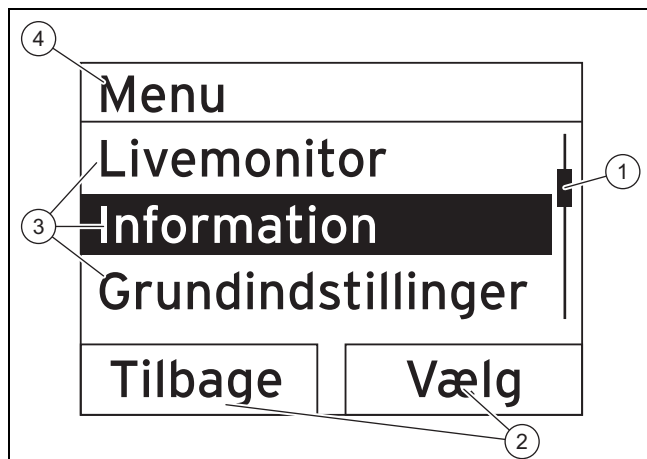 4
Menu
Livemonitor
1
3
Information
Grundindstillinger
Tilbage Vælg
2